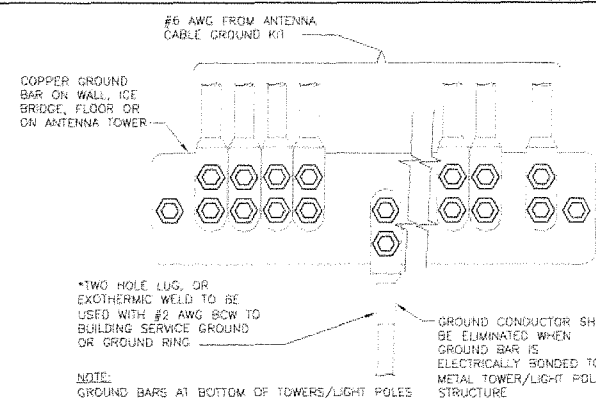 #6 AWG FROM ANTENNA
CABLE GROUND KIT
COPPER GROUND
BAR ON WALL, ICE
BRIDGE, FLOOR OR
ON ANTENNA TOWER
*TWO HOLE LUG, OR
EXOTHERMIC WELD TO BE
USED WITH #2 AWG BCW TO
BUILDING SERVICE GROUND
OR GROUND RING
GROUND CONDUCTOR SH
BE ELIMINATED WHEN
GROUND BAR IS
ELECTRICALLY BONDED TO
METAL TOWER/LIGHT POL
STRUCTURE
NOTE:
GROUND BARS AT BOTTOM OF TOWERS/LIGHT POLES